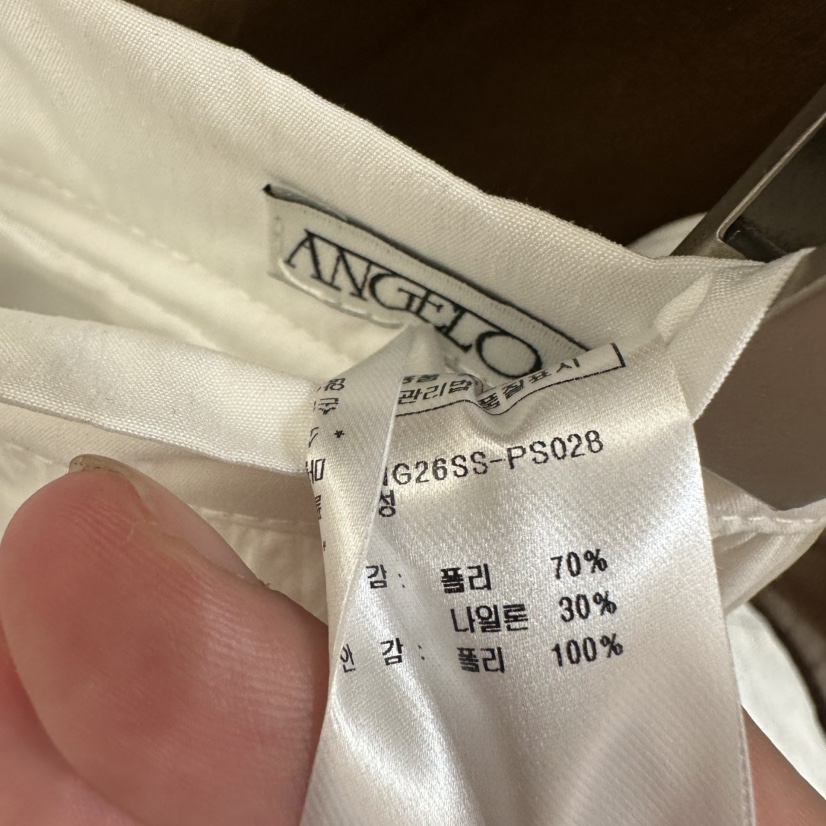 ANGELO
관리법 품질표시
G26SS-PS028
성
감 : 폴리 70%
나일론 30%
안 감 : 폴리 100%